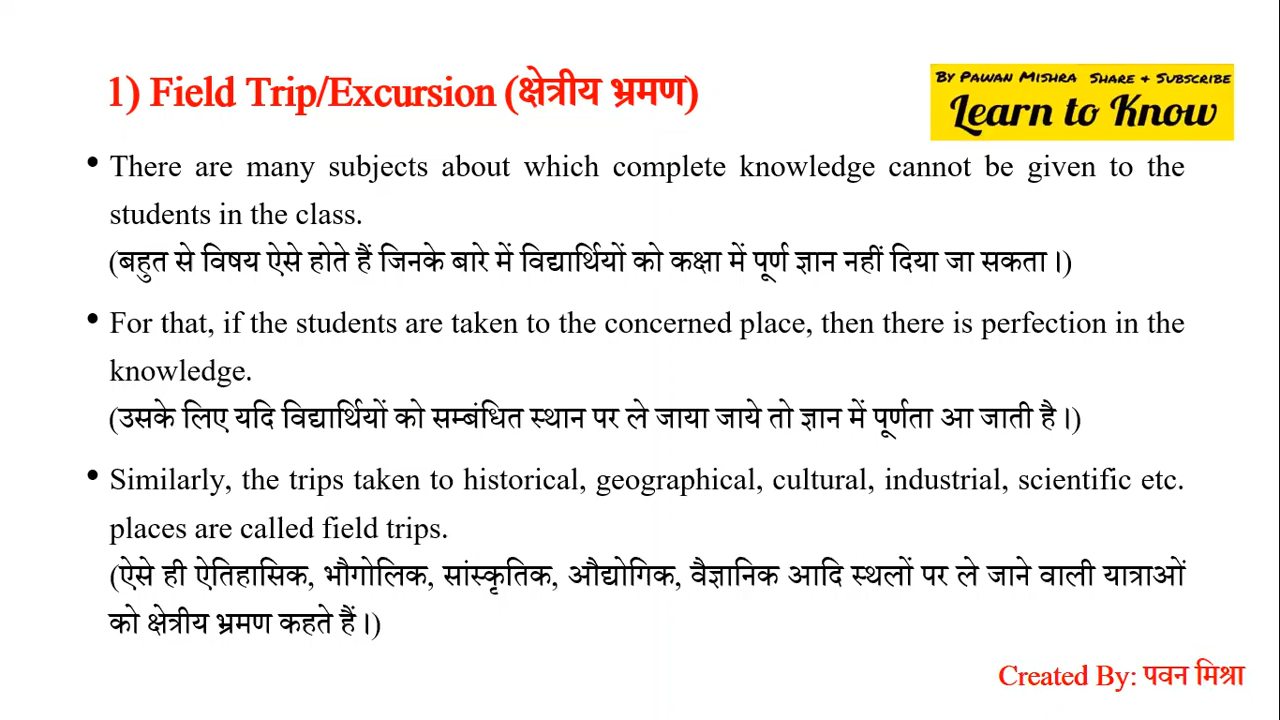 1) Field Trip/Excursion (क्षेत्रीय भ्रमण)
By Pawan Mishra Share & Subscribe
Learn to Know
• There are many subjects about which complete knowledge cannot be given to the
students in the class.
(बहुत से विषय ऐसे होते हैं जिनके बारे में विद्यार्थियों को कक्षा में पूर्ण ज्ञान नहीं दिया जा सकता।)
• For that, if the students are taken to the concerned place, then there is perfection in the
knowledge.
(उसके लिए यदि विद्यार्थियों को सम्बंधित स्थान पर ले जाया जाये तो ज्ञान में पूर्णता आ जाती है।)
• Similarly, the trips taken to historical, geographical, cultural, industrial, scientific etc.
places are called field trips.
(ऐसे ही ऐतिहासिक, भौगोलिक, सांस्कृतिक, औद्योगिक, वैज्ञानिक आदि स्थलों पर ले जाने वाली यात्राओं
को क्षेत्रीय भ्रमण कहते हैं।)
Created By: पवन मिश्रा